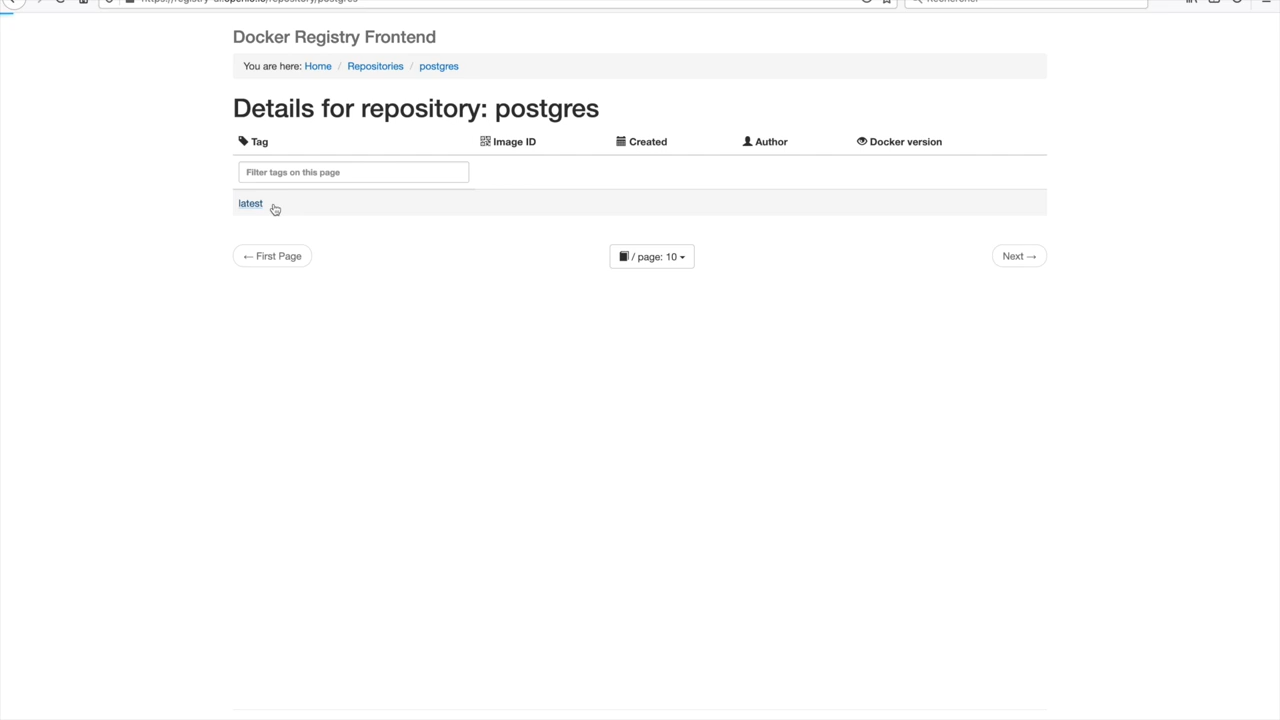 Docker Registry Frontend
You are here: Home / Repositories / postgres
Details for repository: postgres
Tag Image ID Created Author Docker version
Filter tags on this page
latest
← First Page / page: 10 Next →